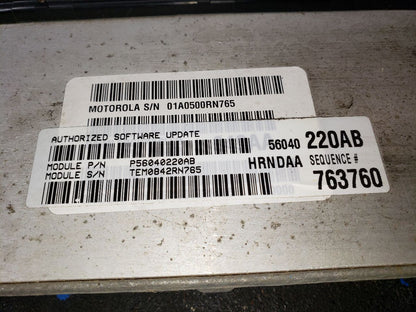 MOTOROLA S/N 01A0500RN765
AUTHORIZED SOFTWARE UPDATE
56040 220AB
MODULE P/N P56040220AB
HRNDAA SEQUENCE #
MODULE S/N TEM0842RN765
763760